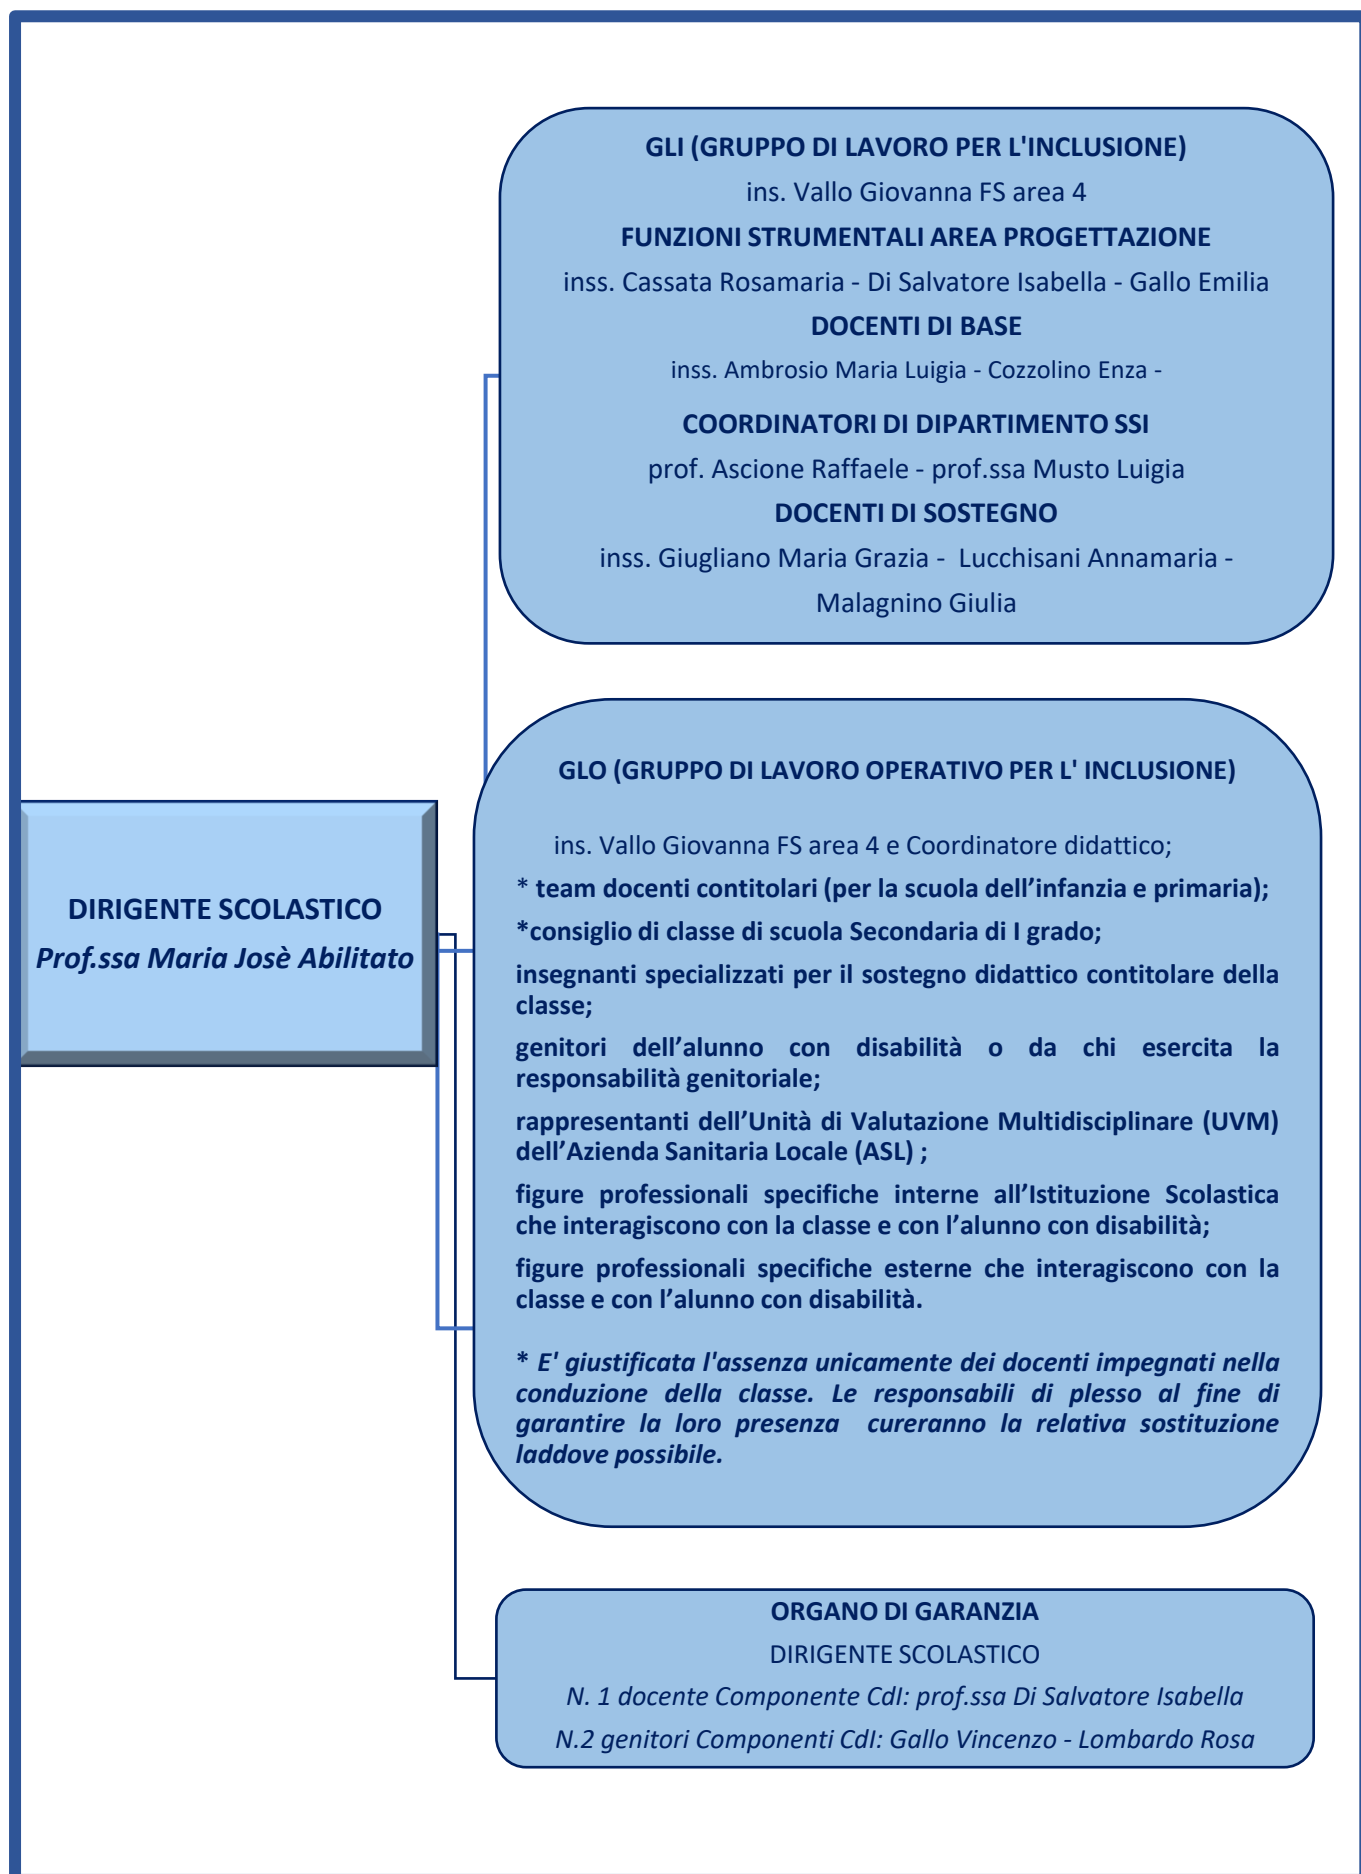 GLI (GRUPPO DI LAVORO PER L'INCLUSIONE)
ins. Vallo Giovanna FS area 4
FUNZIONI STRUMENTALI AREA PROGETTAZIONE
inss. Cassata Rosamaria - Di Salvatore Isabella - Gallo Emilia
DOCENTI DI BASE
inss. Ambrosio Maria Luigia - Cozzolino Enza -
COORDINATORI DI DIPARTIMENTO SSI
prof. Ascione Raffaele - prof.ssa Musto Luigia
DOCENTI DI SOSTEGNO
inss. Giugliano Maria Grazia - Lucchisani Annamaria -
Malagnino Giulia
DIRIGENTE SCOLASTICO
Prof.ssa Maria Josè Abilitato
GLO (GRUPPO DI LAVORO OPERATIVO PER L' INCLUSIONE)
ins. Vallo Giovanna FS area 4 e Coordinatore didattico;
* team docenti contitolari (per la scuola dell’infanzia e primaria);
*consiglio di classe di scuola Secondaria di I grado;
insegnanti specializzati per il sostegno didattico contitolare della
classe;
genitori dell’alunno con disabilità o da chi esercita la
responsabilità genitoriale;
rappresentanti dell’Unità di Valutazione Multidisciplinare (UVM)
dell’Azienda Sanitaria Locale (ASL) ;
figure professionali specifiche interne all’Istituzione Scolastica
che interagiscono con la classe e con l’alunno con disabilità;
figure professionali specifiche esterne che interagiscono con la
classe e con l’alunno con disabilità.
* E' giustificata l'assenza unicamente dei docenti impegnati nella
conduzione della classe. Le responsabili di plesso al fine di
garantire la loro presenza cureranno la relativa sostituzione
laddove possibile.
ORGANO DI GARANZIA
DIRIGENTE SCOLASTICO
N. 1 docente Componente CdI: prof.ssa Di Salvatore Isabella
N.2 genitori Componenti CdI: Gallo Vincenzo - Lombardo Rosa